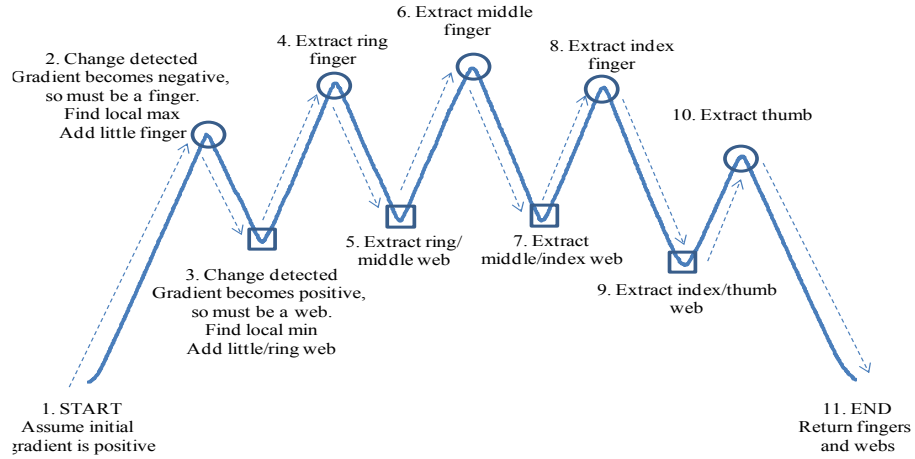 1. START
Assume initial
gradient is positive
2. Change detected
Gradient becomes negative,
so must be a finger.
Find local max
Add little finger
3. Change detected
Gradient becomes positive,
so must be a web.
Find local min
Add little/ring web
4. Extract ring
finger
5. Extract ring/
middle web
6. Extract middle
finger
7. Extract
middle/index web
8. Extract index
finger
9. Extract index/thumb
web
10. Extract thumb
11. END
Return fingers
and webs